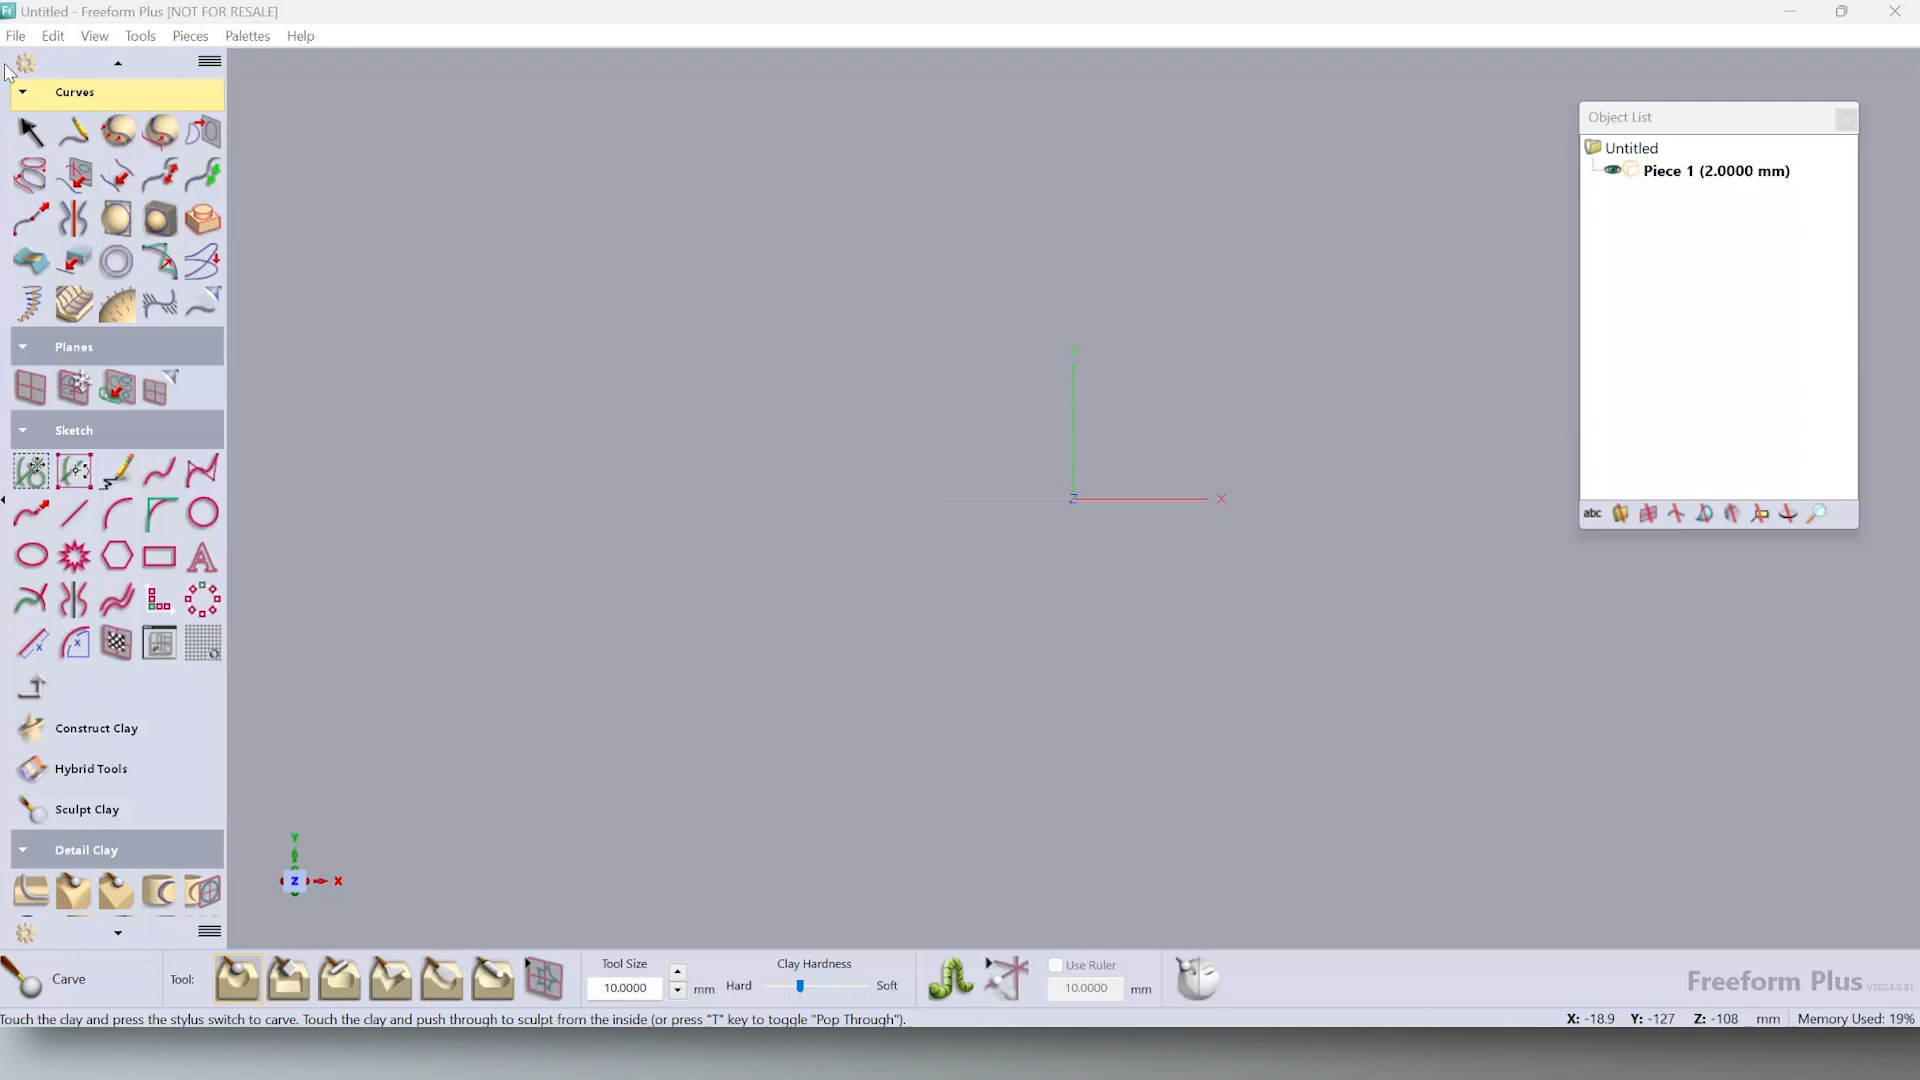 Untitled - Freeform Plus [NOT FOR RESALE]
File Edit View Tools Pieces Palettes Help
Curves
Planes
Sketch
Construct Clay
Hybrid Tools
Sculpt Clay
Detail Clay
Y
Z
X
Y
Z
X
Object List
Untitled
Piece 1 (2.0000 mm)
abc
Carve
Tool:
Tool Size
10.0000 mm
Clay Hardness
Hard Soft
Use Ruler
10.0000 mm
Freeform Plus V2024.0.81
Touch the clay and press the stylus switch to carve. Touch the clay and push through to sculpt from the inside (or press "T" key to toggle "Pop Through").
X: -18.9 Y: -127 Z: -108 mm Memory Used: 19%